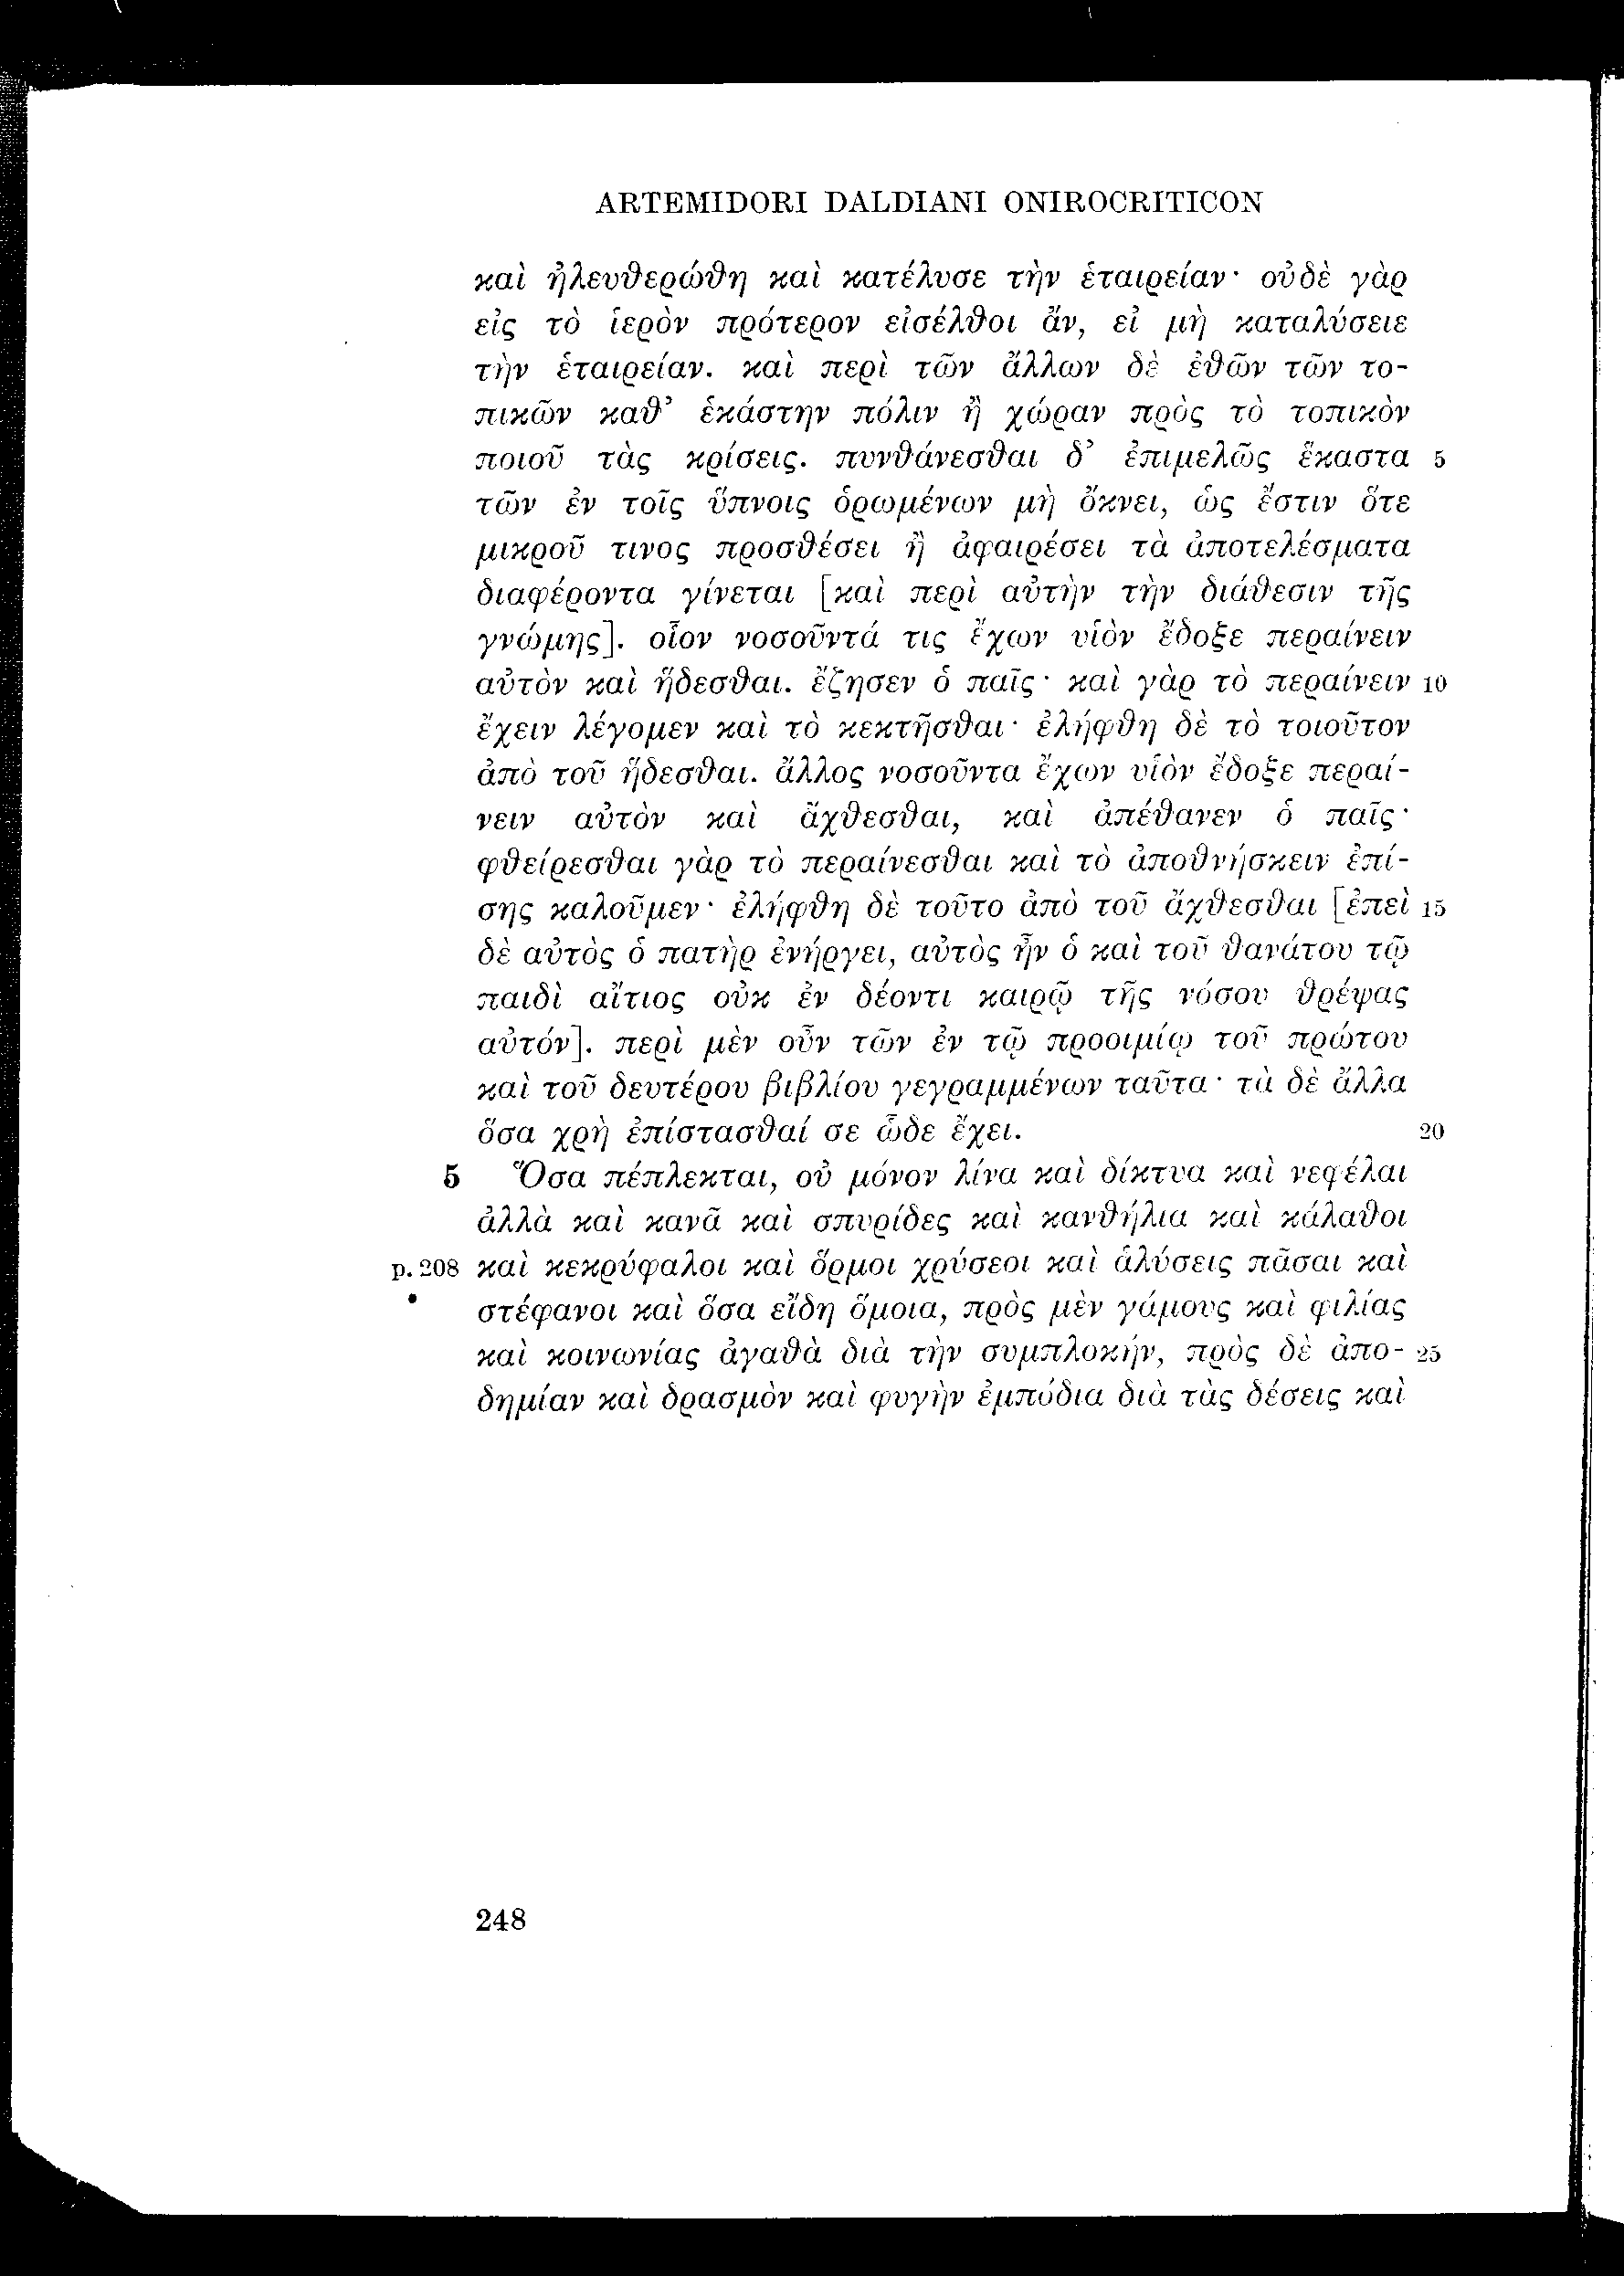 ARTEMIDORI DALDIANI ONIROCRITICON
καὶ ἠλευθερώθη καὶ κατέλυσε τὴν ἑταιρείαν· οὐδὲ γὰρ
εἰς τὸ ἱερὸν πρότερον εἰσέλθοι ἄν, εἰ μὴ καταλύσειε
τὴν ἑταιρείαν. καὶ περὶ τῶν ἄλλων δὲ ἐθῶν τῶν το-
πικῶν καθ’ ἑκάστην πόλιν ἢ χώραν πρὸς τὸ τοπικὸν
ποιοῦ τὰς κρίσεις. πυνθάνεσθαι δ’ ἐπιμελῶς ἕκαστα 5
τῶν ἐν τοῖς ὕπνοις ὁρωμένων μὴ ὄκνει, ὡς ἔστιν ὅτε
μικροῦ τινος προσθέσει ἢ ἀφαιρέσει τὰ ἀποτελέσματα
διαφέροντα γίνεται [καὶ περὶ αὐτὴν τὴν διάθεσιν τῆς
γνώμης]. οἷον νοσοῦντά τις ἔχων υἱὸν ἔδοξε περαίνειν
αὐτὸν καὶ ἥδεσθαι. ἔζησεν ὁ παῖς· καὶ γὰρ τὸ περαίνειν 10
ἔχειν λέγομεν καὶ τὸ κεκτῆσθαι· ἐλήφθη δὲ τὸ τοιοῦτον
ἀπὸ τοῦ ἥδεσθαι. ἄλλος νοσοῦντα ἔχων υἱὸν ἔδοξε περαί-
νειν αὐτὸν καὶ ἄχθεσθαι, καὶ ἀπέθανεν ὁ παῖς·
φθείρεσθαι γὰρ τὸ περαίνεσθαι καὶ τὸ ἀποθνήσκειν ἐπί-
σης καλοῦμεν· ἐλήφθη δὲ τοῦτο ἀπὸ τοῦ ἄχθεσθαι [ἐπεὶ 15
δὲ αὐτὸς ὁ πατὴρ ἐνήργει, αὐτὸς ἦν ὁ καὶ τοῦ θανάτου τῷ
παιδὶ αἴτιος οὐκ ἐν δέοντι καιρῷ τῆς νόσου θρέψας
αὐτόν]. περὶ μὲν οὖν τῶν ἐν τῷ προοιμίῳ τοῦ πρώτου
καὶ τοῦ δευτέρου βιβλίου γεγραμμένων ταῦτα· τὰ δὲ ἄλλα
ὅσα χρὴ ἐπίστασθαί σε ὧδε ἔχει. 20
5 Ὅσα πέπλεκται, οὐ μόνον λίνα καὶ δίκτυα καὶ νεφέλαι
ἀλλὰ καὶ κανᾶ καὶ σπυρίδες καὶ κανθήλια καὶ κάλαθοι
p. 208 καὶ κεκρύφαλοι καὶ ὅρμοι χρύσεοι καὶ ἁλύσεις πᾶσαι καὶ
στέφανοι καὶ ὅσα εἴδη ὅμοια, πρὸς μὲν γάμους καὶ φιλίας
καὶ κοινωνίας ἀγαθὰ διὰ τὴν συμπλοκήν, πρὸς δὲ ἀπο- 25
δημίαν καὶ δρασμὸν καὶ φυγὴν ἐμπόδια διὰ τὰς δέσεις καὶ
248